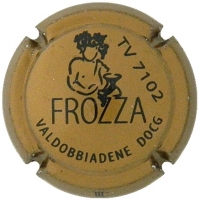 TV 7102
FROZZA
VALDOBBIADENE DOCG